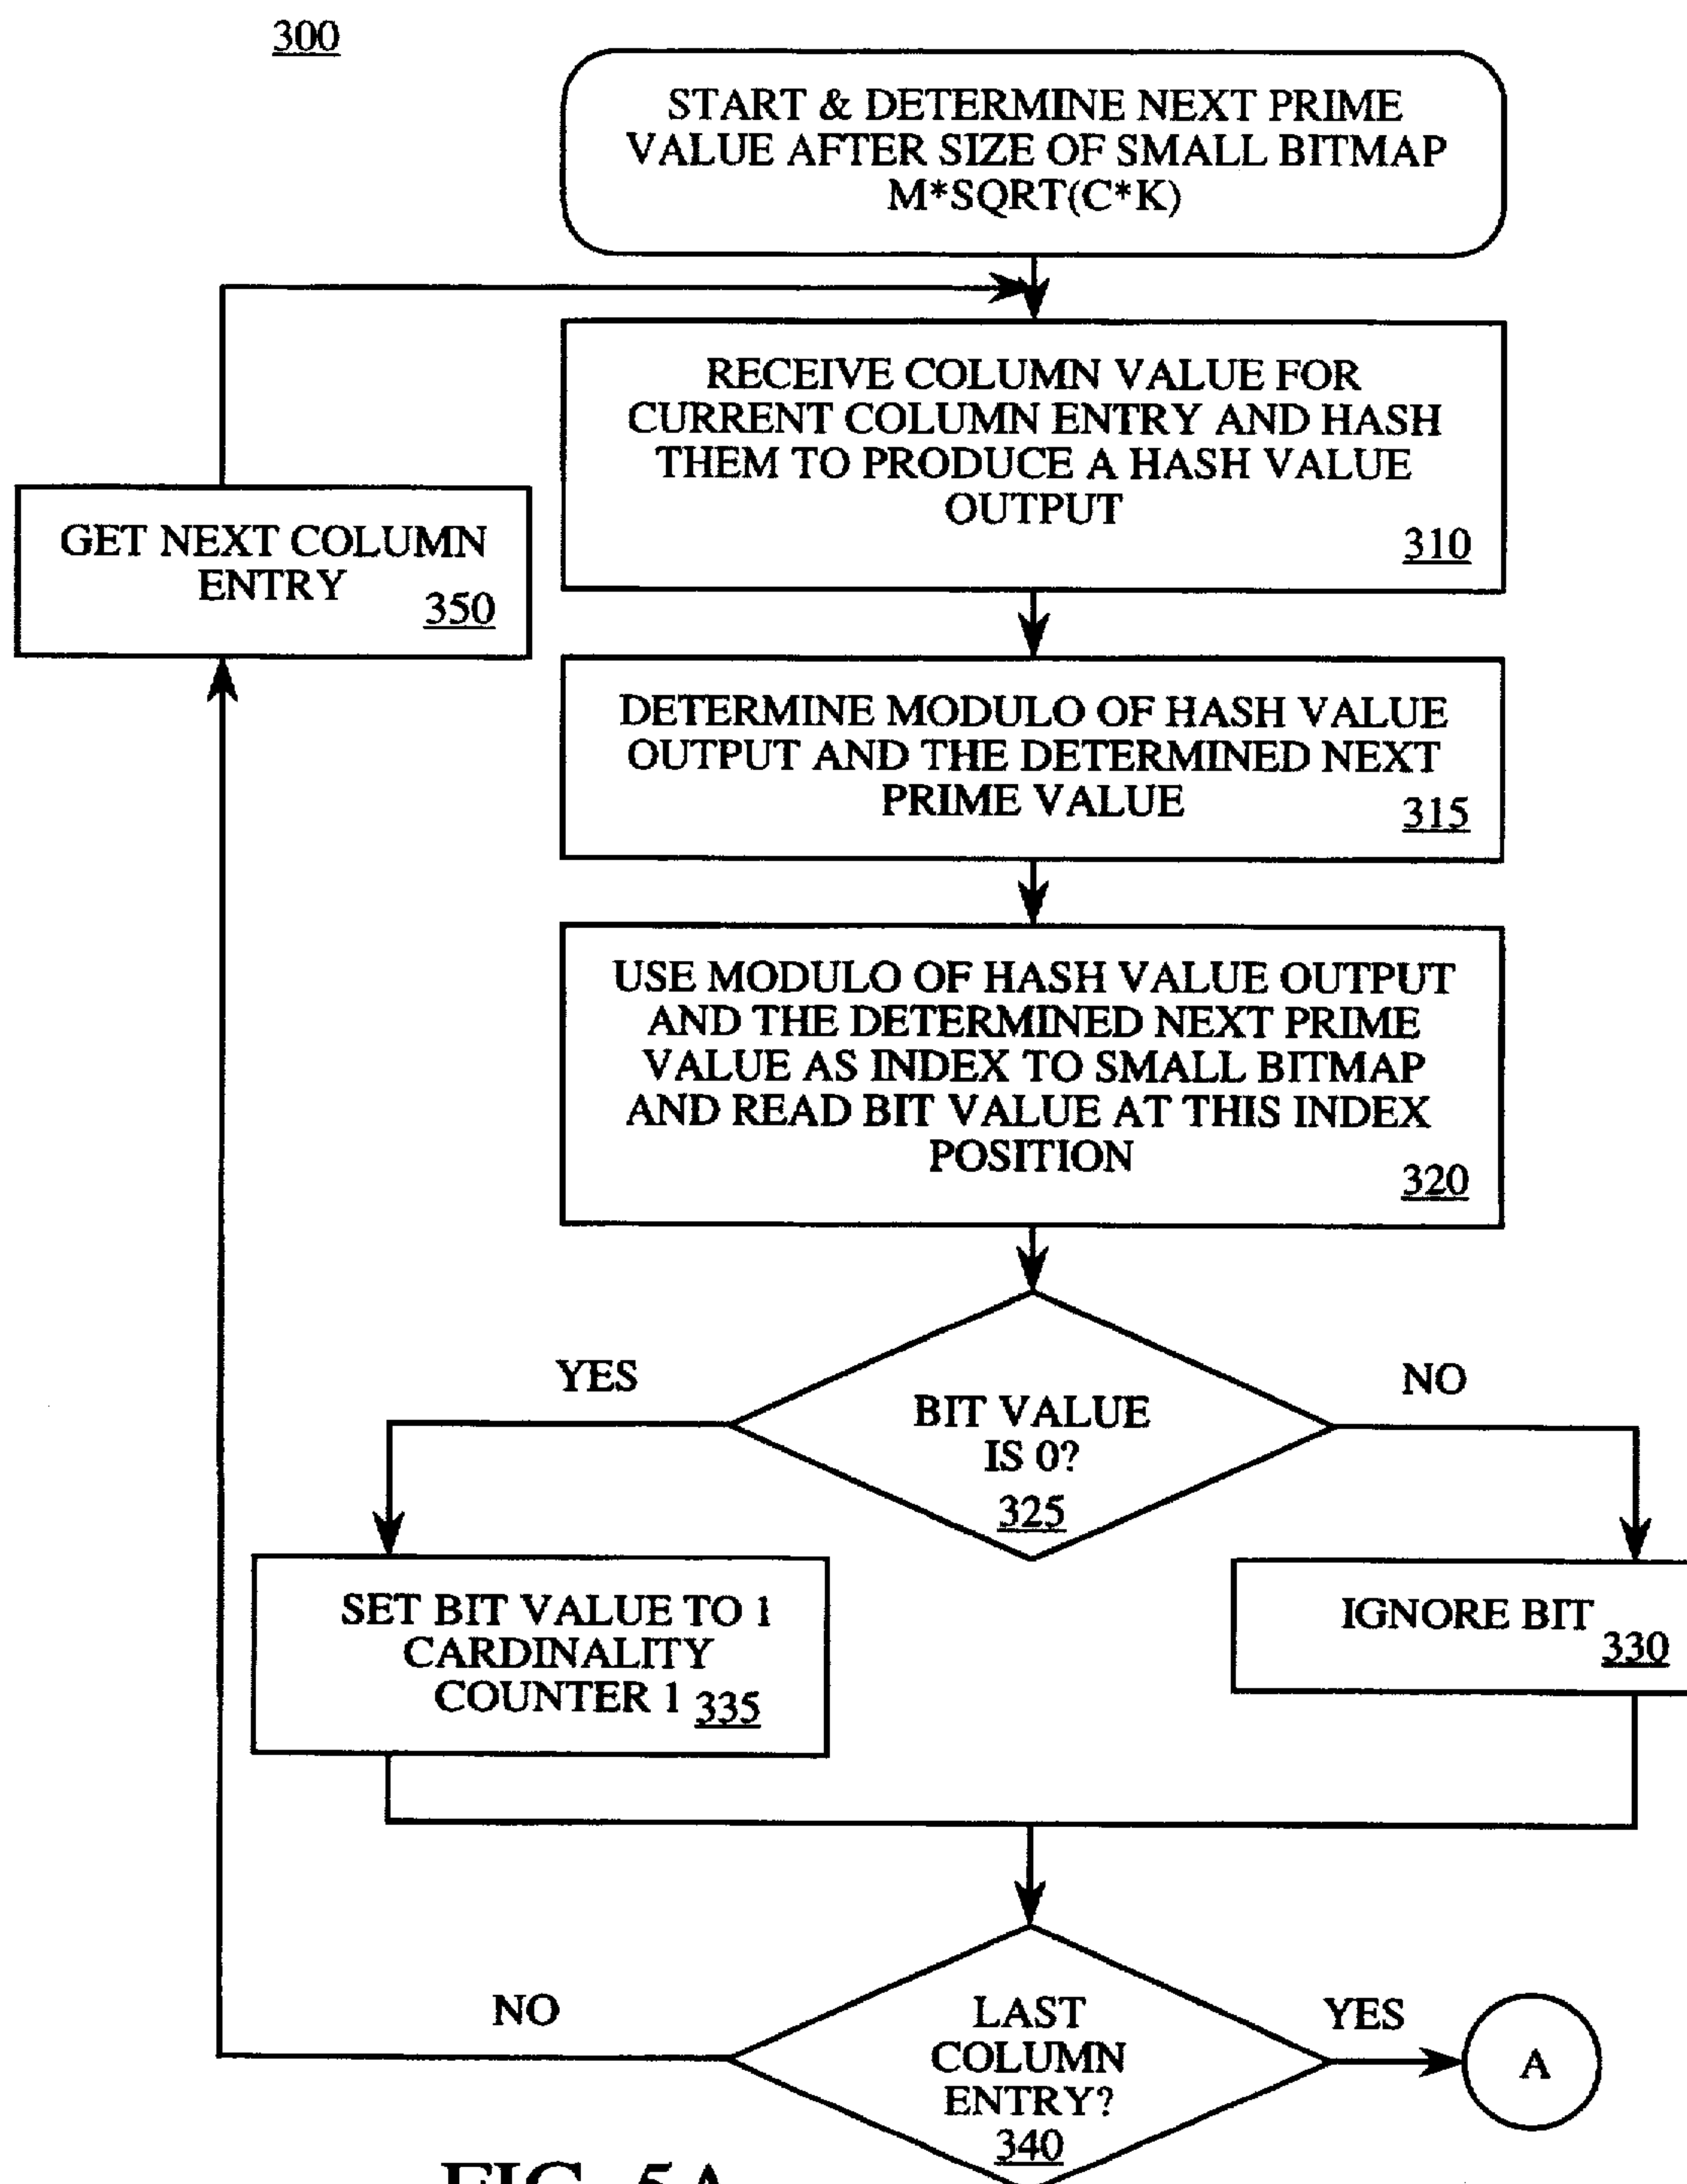 300
START & DETERMINE NEXT PRIME
VALUE AFTER SIZE OF SMALL BITMAP
M*SQRT(C*K)
RECEIVE COLUMN VALUE FOR
CURRENT COLUMN ENTRY AND HASH
THEM TO PRODUCE A HASH VALUE
OUTPUT
310
GET NEXT COLUMN
ENTRY
350
DETERMINE MODULO OF HASH VALUE
OUTPUT AND THE DETERMINED NEXT
PRIME VALUE
315
USE MODULO OF HASH VALUE OUTPUT
AND THE DETERMINED NEXT PRIME
VALUE AS INDEX TO SMALL BITMAP
AND READ BIT VALUE AT THIS INDEX
POSITION
320
YES
NO
BIT VALUE
IS 0?
325
SET BIT VALUE TO 1
CARDINALITY
COUNTER 1
335
IGNORE BIT
330
NO
LAST
COLUMN
ENTRY?
340
YES
A
FIG. 5A